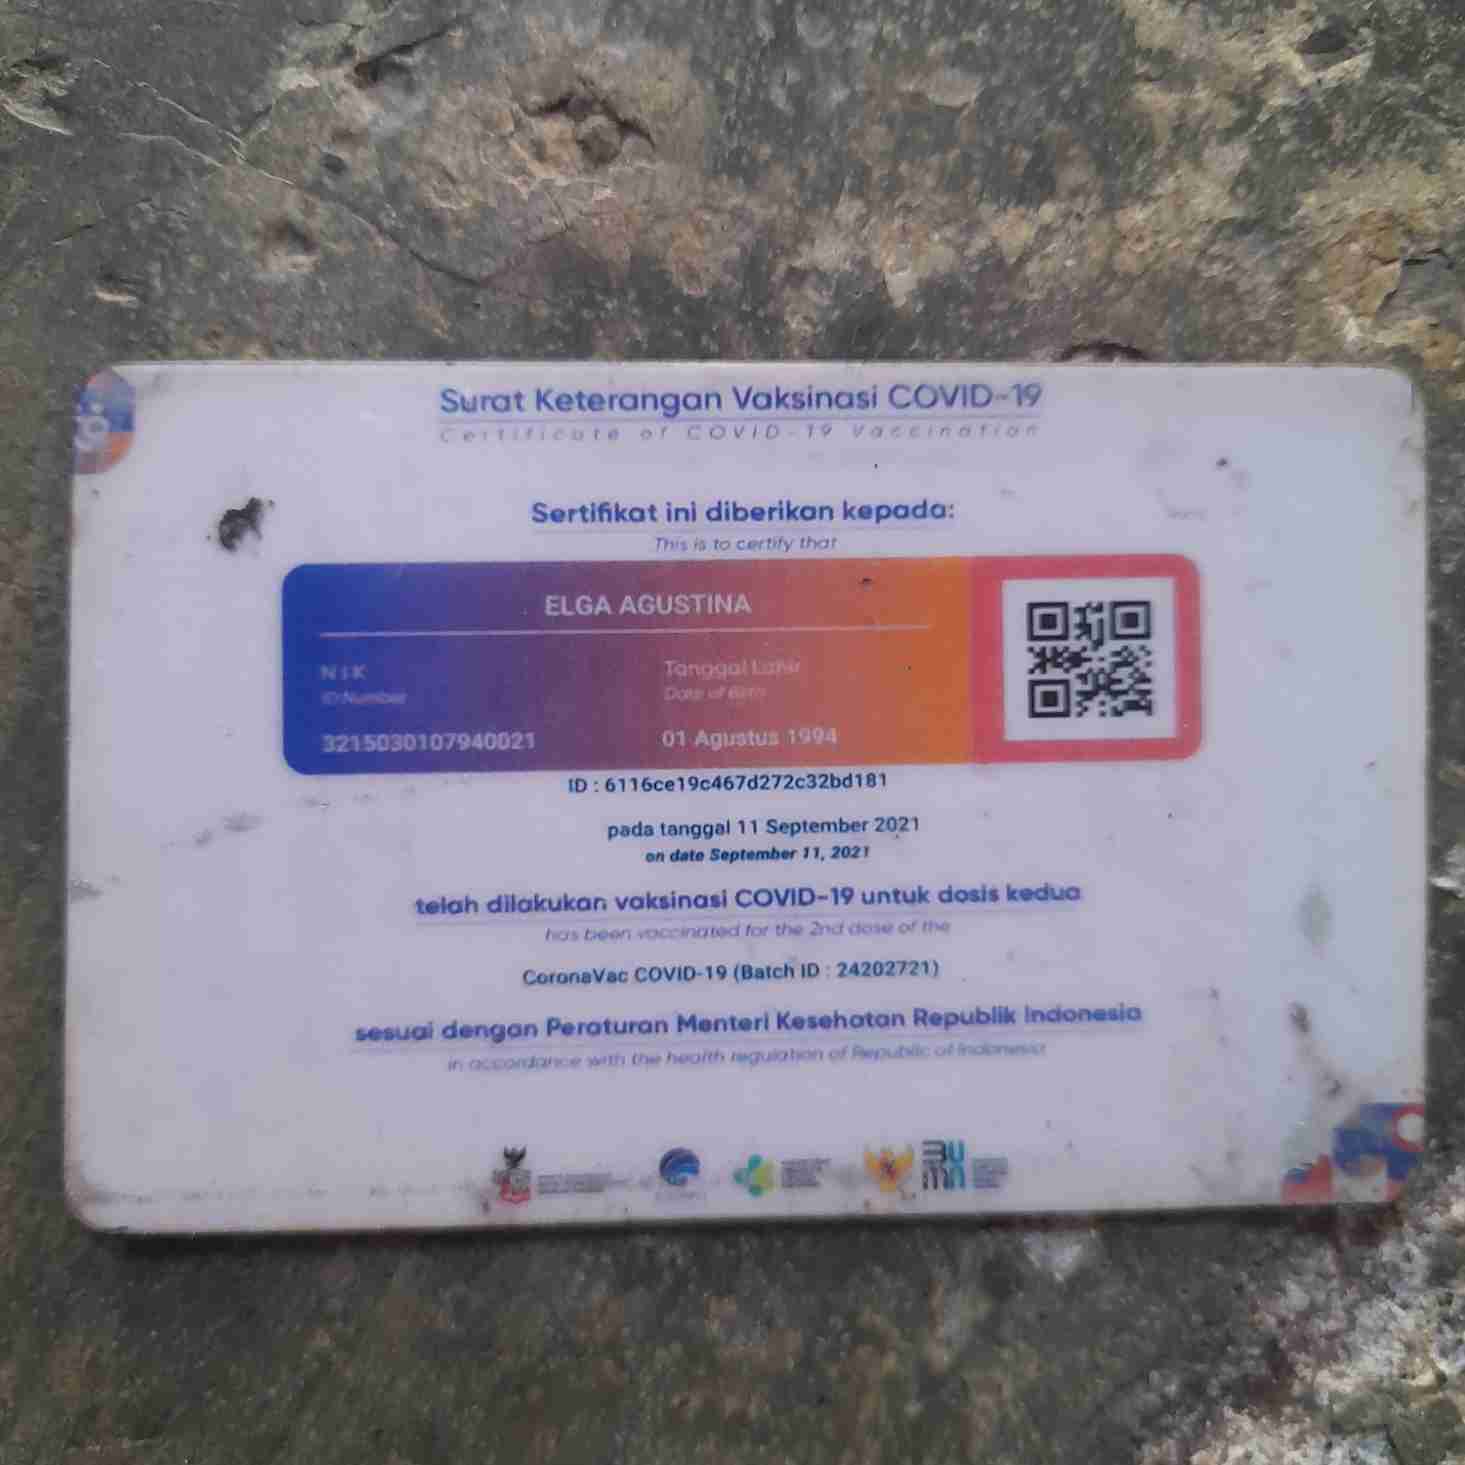 Surat Keterangan Vaksinasi COVID-19
Certificate of COVID-19 Vaccination
Sertifikat ini diberikan kepada:
This is to certify that
ELGA AGUSTINA
NIK
ID Number
3215030107940021
Tanggal Lahir
Date of Birth
01 Agustus 1994
ID : 6116ce19c467d272c32bd181
pada tanggal 11 September 2021
on date September 11, 2021
telah dilakukan vaksinasi COVID-19 untuk dosis kedua
has been vaccinated for the 2nd dose of the
CoronaVac COVID-19 (Batch ID : 24202721)
sesuai dengan Peraturan Menteri Kesehatan Republik Indonesia
in accordance with the health regulation of Republic of Indonesia
BUMN